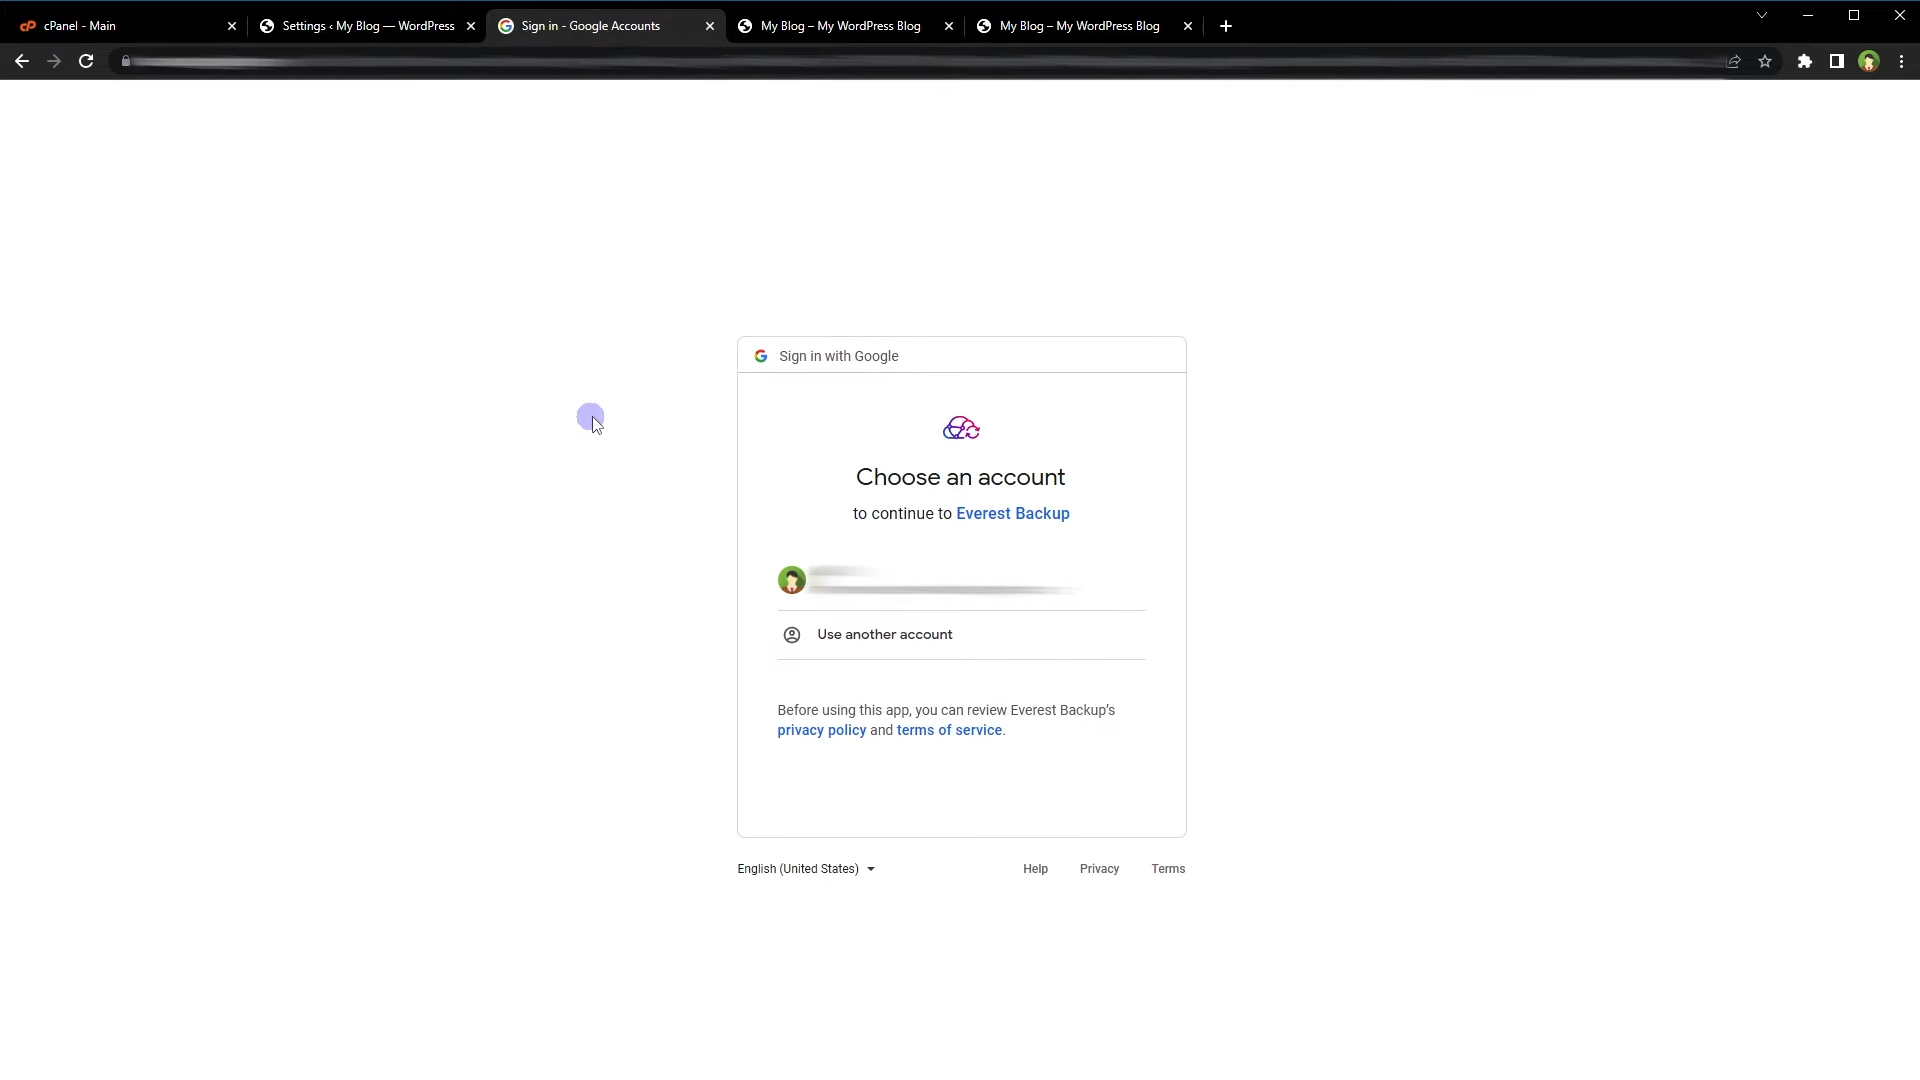 cPanel - Main
Settings ‹ My Blog — WordPress
Sign in - Google Accounts
My Blog – My WordPress Blog
My Blog – My WordPress Blog
Sign in with Google
Choose an account
to continue to Everest Backup
Use another account
Before using this app, you can review Everest Backup’s
privacy policy and terms of service.
English (United States)
Help
Privacy
Terms